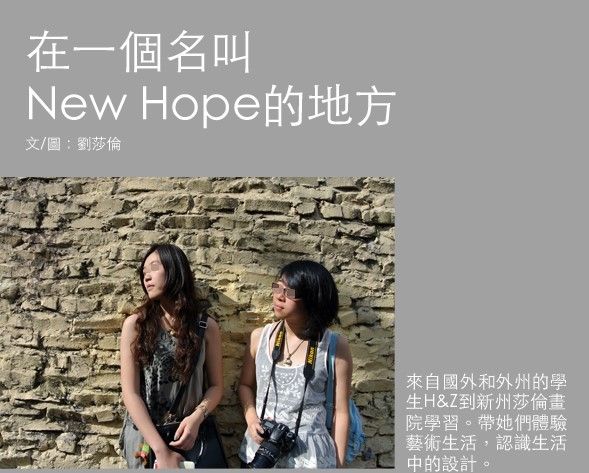 在一個名叫
New Hope的地方
文/圖：劉莎倫
Nikon
Nikon
來自國外和外州的學
生H&Z到新州莎倫畫
院學習。帶她們體驗
藝術生活，認識生活
中的設計。